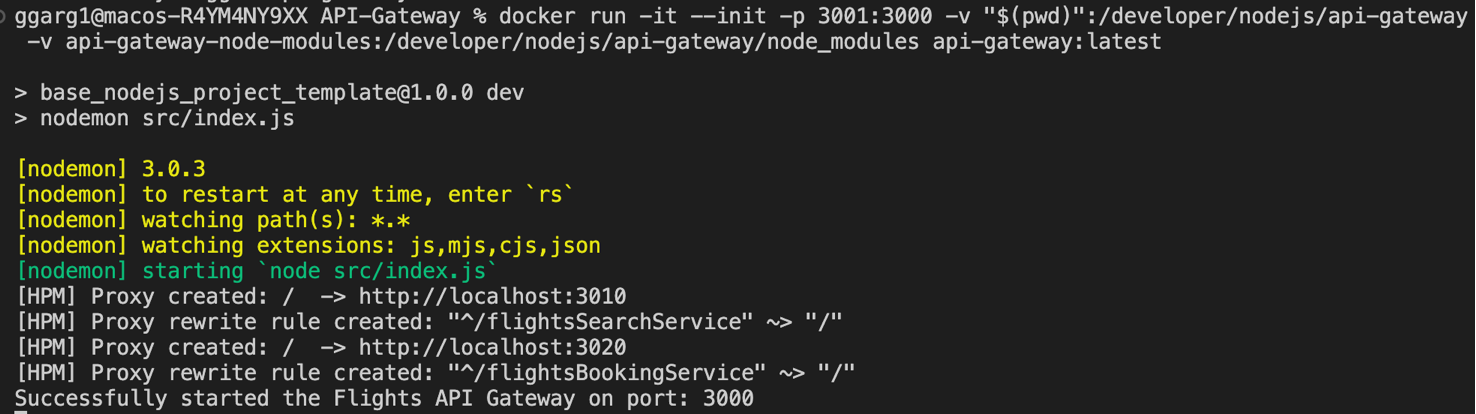 ggarg1@macos-R4YM4NY9XX API-Gateway % docker run -it --init -p 3001:3000 -v "$(pwd)":/developer/nodejs/api-gateway
-v api-gateway-node-modules:/developer/nodejs/api-gateway/node_modules api-gateway:latest
> base_nodejs_project_template@1.0.0 dev
> nodemon src/index.js
[nodemon] 3.0.3
[nodemon] to restart at any time, enter `rs`
[nodemon] watching path(s): *.*
[nodemon] watching extensions: js,mjs,cjs,json
[nodemon] starting `node src/index.js`
[HPM] Proxy created: /  -> http://localhost:3010
[HPM] Proxy rewrite rule created: "^/flightsSearchService" ~> "/"
[HPM] Proxy created: /  -> http://localhost:3020
[HPM] Proxy rewrite rule created: "^/flightsBookingService" ~> "/"
Successfully started the Flights API Gateway on port: 3000